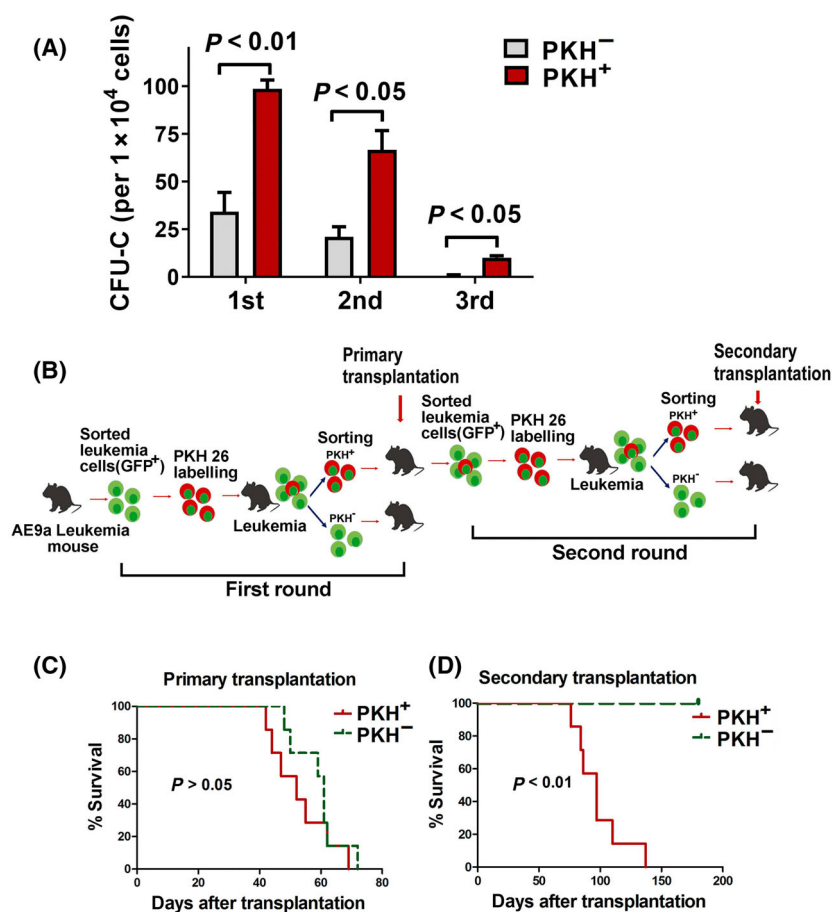 (A)
P < 0.01
P < 0.05
P < 0.05
PKH−
PKH+
CFU-C (per 1 × 10⁴ cells)
100
75
50
25
0
1st 2nd 3rd
(B)
Primary
transplantation
Secondary
transplantation
Sorted
leukemia
cells(GFP+)
PKH 26
labelling
Sorting
PKH+
Sorted
leukemia
cells(GFP+)
PKH 26
labelling
Sorting
PKH+
AE9a Leukemia
mouse
Leukemia
PKH-
Leukemia
PKH-
First round
Second round
(C)
Primary transplantation
PKH+
PKH−
P > 0.05
% Survival
100
80
60
40
20
0
0 20 40 60 80
Days after transplantation
(D)
Secondary transplantation
PKH+
PKH−
P < 0.01
% Survival
100
80
60
40
20
0
0 50 100 150 200
Days after transplantation